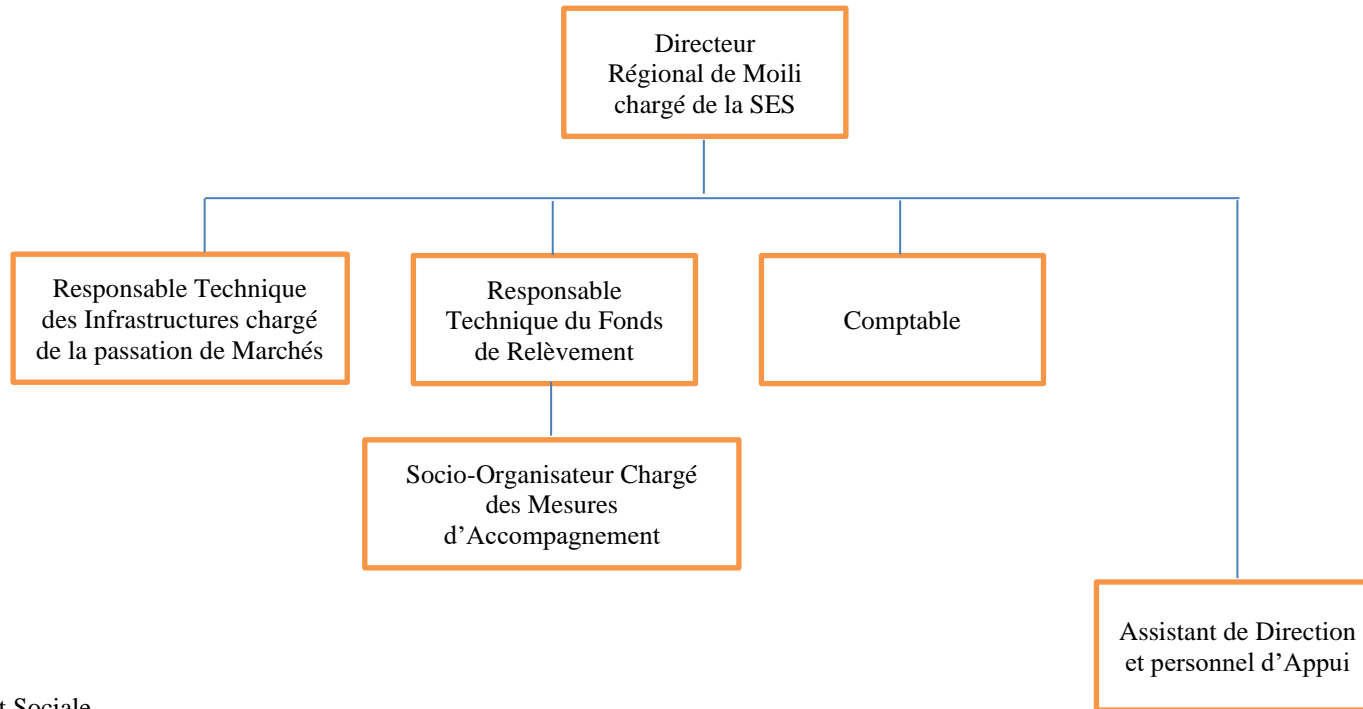 Directeur
Régional de Moili
chargé de la SES
Responsable Technique
des Infrastructures chargé
de la passation de Marchés
Responsable
Technique du Fonds
de Relèvement
Comptable
Socio-Organisateur Chargé
des Mesures
d’Accompagnement
Assistant de Direction
et personnel d’Appui
t Sociale